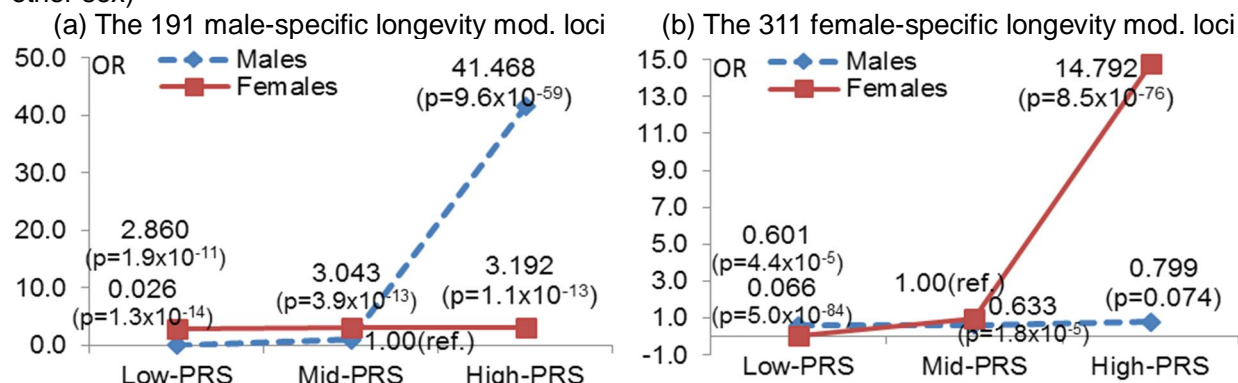 other sex)
(a) The 191 male-specific longevity mod. loci
50.0
OR
Males
Females
41.468
(p=9.6x10⁻⁵⁹)
40.0
30.0
20.0
2.860
(p=1.9x10⁻¹¹)
10.0
0.026
(p=1.3x10⁻¹⁴)
3.043
(p=3.9x10⁻¹³)
3.192
(p=1.1x10⁻¹³)
0.0
1.00(ref.)
Low-PRS Mid-PRS High-PRS
(b) The 311 female-specific longevity mod. loci
15.0
OR
Males
Females
14.792
(p=8.5x10⁻⁷⁶)
13.0
11.0
9.0
7.0
5.0
0.601
(p=4.4x10⁻⁵)
3.0
0.066
(p=5.0x10⁻⁸⁴)
1.00(ref.)
0.633
(p=1.8x10⁻⁵)
0.799
(p=0.074)
1.0
-1.0
Low-PRS Mid-PRS High-PRS